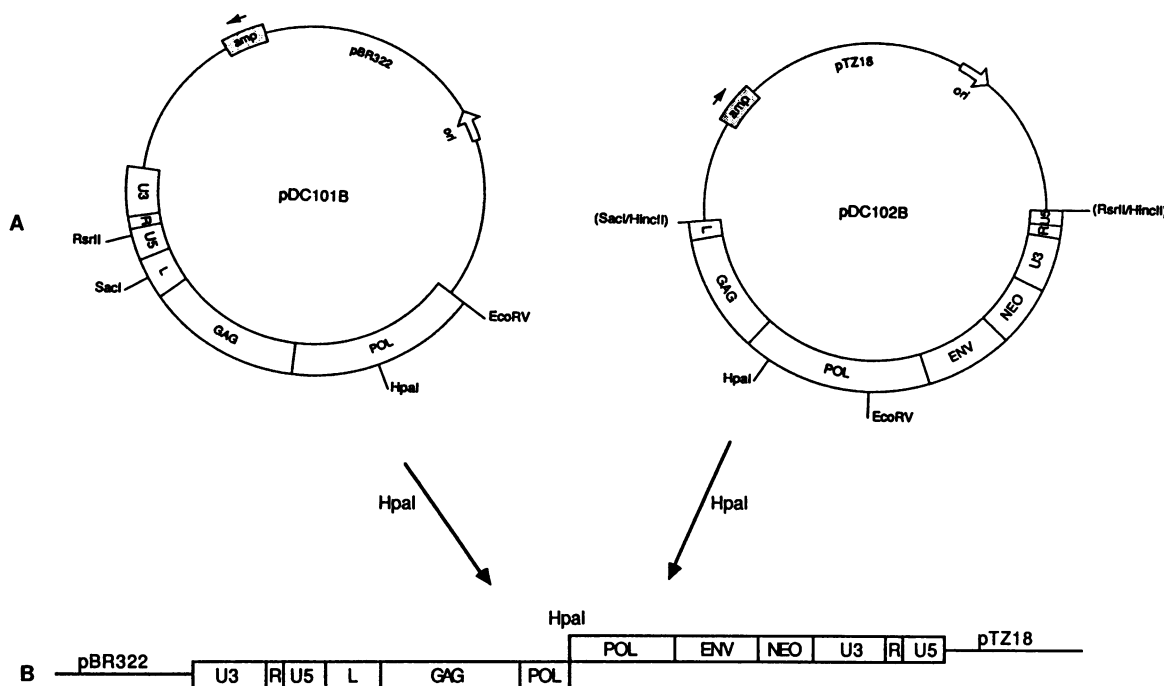 amp
pBR322
ori
pDC101B
U3
R
U5
L
GAG
POL
RsrII
SacI
HpaI
EcoRV
A
amp
pTZ18
ori
pDC102B
(SacI/HincII)
(RsrII/HincII)
L
GAG
POL
ENV
NEO
U3
R
U5
HpaI
EcoRV
HpaI
HpaI
HpaI
B
pBR322
U3
R
U5
L
GAG
POL
POL
ENV
NEO
U3
R
U5
pTZ18